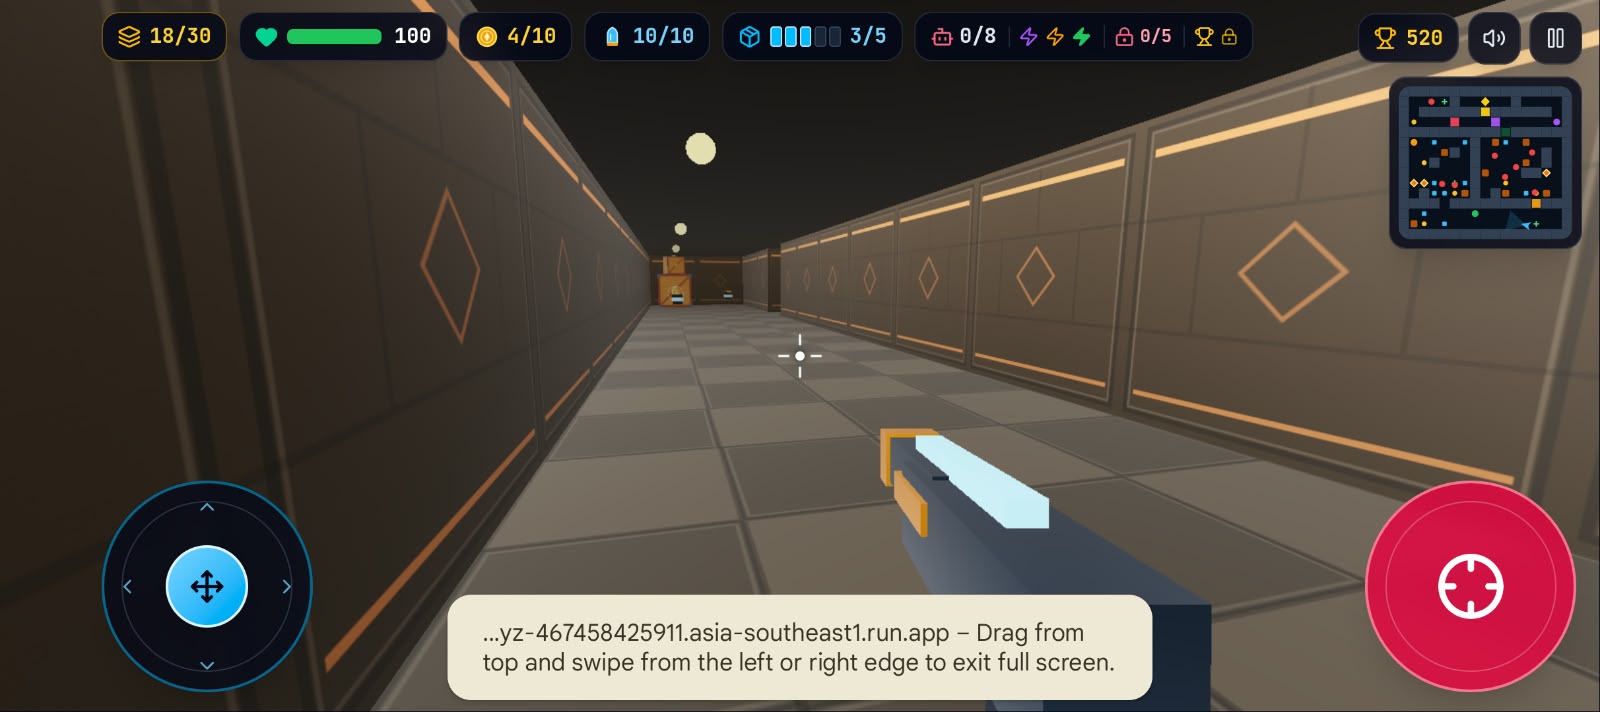 18/30 100 4/10 10/10 3/5 0/8 0/5 520
...yz-467458425911.asia-southeast1.run.app – Drag from
top and swipe from the left or right edge to exit full screen.